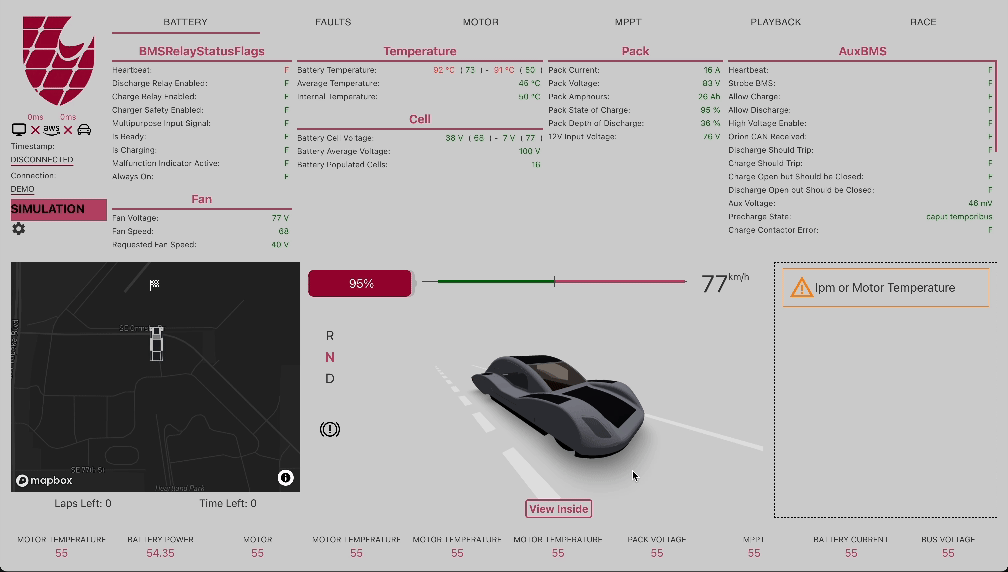 BATTERY
FAULTS
MOTOR
MPPT
PLAYBACK
RACE
0ms
0ms
aws
Timestamp:
DISCONNECTED
Connection:
DEMO
SIMULATION
BMSRelayStatusFlags
Heartbeat: F
Discharge Relay Enabled: F
Charge Relay Enabled: F
Charger Safety Enabled: F
Multipurpose Input Signal: F
Is Ready: F
Is Charging: F
Malfunction Indicator Active: F
Always On: F
Fan
Fan Voltage: 77 V
Fan Speed: 68
Requested Fan Speed: 40 V
Temperature
Battery Temperature: 92 °C ( 73 ) - 91 °C ( 50 )
Average Temperature: 46 °C
Internal Temperature: 50 °C
Cell
Battery Cell Voltage: 38 V ( 66 ) - 7 V ( 77 )
Battery Average Voltage: 100 V
Battery Populated Cells: 16
Pack
Pack Current: 16 A
Pack Voltage: 83 V
Pack Amphours: 26 Ah
Pack State of Charge: 95 %
Pack Depth of Discharge: 36 %
12V Input Voltage: 76 V
AuxBMS
Heartbeat: F
Strobe BMS: F
Allow Charge: F
Allow Discharge: F
High Voltage Enable: F
Orion CAN Received: F
Discharge Should Trip: F
Charge Should Trip: F
Charge Open but Should be Closed: F
Discharge Open but Should be Closed: F
Aux Voltage: 46 mV
Precharge State: caput temporibus
Charge Contactor Error: F
SE 77th St
Heartland Park
mapbox
Laps Left: 0
Time Left: 0
95%
77 km/h
R
N
D
View Inside
Ipm or Motor Temperature
MOTOR TEMPERATURE
55
BATTERY POWER
54.35
MOTOR
55
MOTOR TEMPERATURE
55
MOTOR TEMPERATURE
55
MOTOR TEMPERATURE
55
PACK VOLTAGE
55
MPPT
55
BATTERY CURRENT
55
BUS VOLTAGE
55